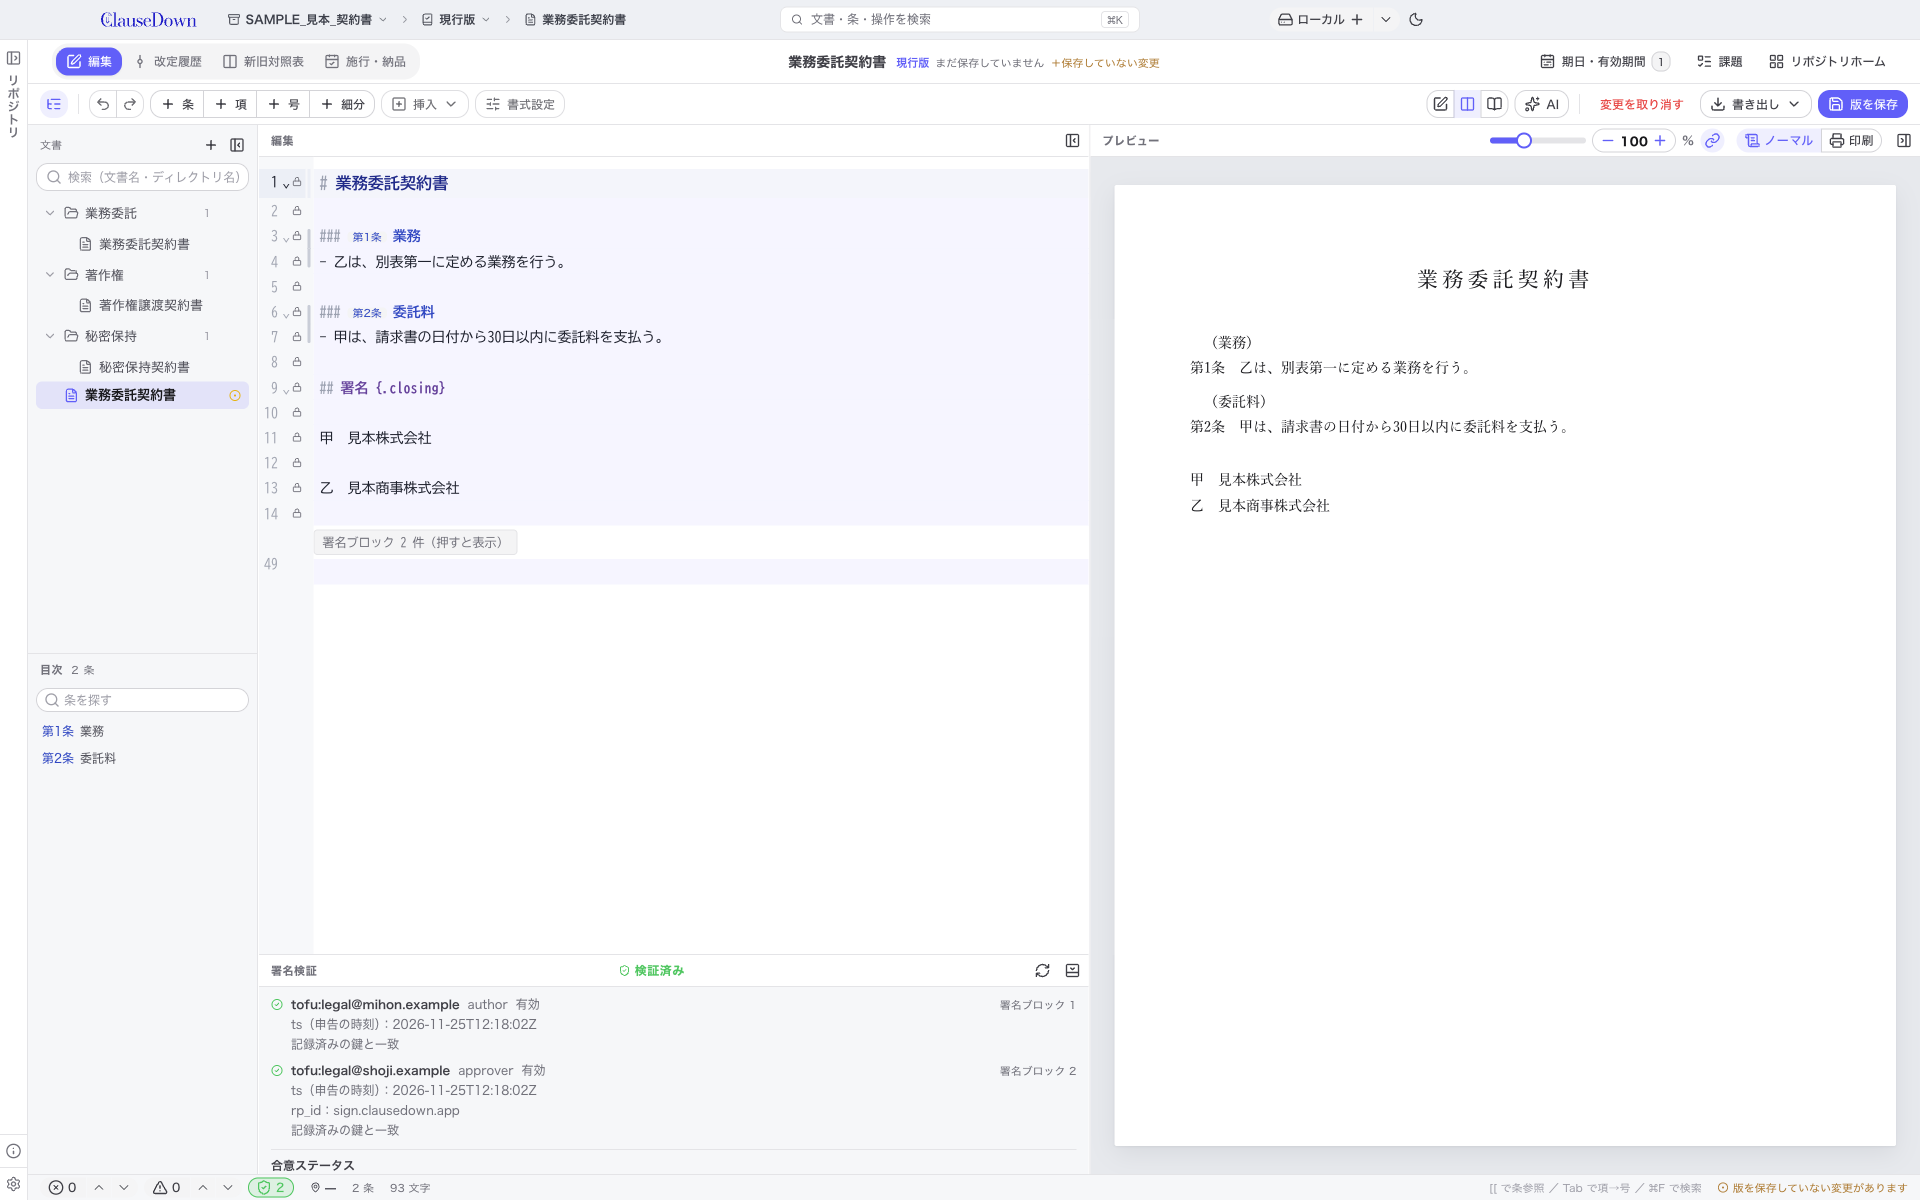 ClauseDown
SAMPLE_見本_契約書
現行版
業務委託契約書
文書・条・操作を検索
⌘K
ローカル
リポジトリ
編集
改定履歴
新旧対照表
施行・納品
業務委託契約書 現行版 まだ保存していません +保存していない変更
期日・有効期間 1
課題
リポジトリホーム
+ 条
+ 項
+ 号
+ 細分
挿入
書式設定
AI
変更を取り消す
書き出し
版を保存
文書
検索（文書名・ディレクトリ名）
業務委託 1
業務委託契約書
著作権 1
著作権譲渡契約書
秘密保持 1
秘密保持契約書
業務委託契約書
目次 2 条
条を探す
第1条 業務
第2条 委託料
編集
1 # 業務委託契約書
2
3 ### 第1条 業務
4 - 乙は、別表第一に定める業務を行う。
5
6 ### 第2条 委託料
7 - 甲は、請求書の日付から30日以内に委託料を支払う。
8
9 ## 署名 {.closing}
10
11 甲　見本株式会社
12
13 乙　見本商事株式会社
14
署名ブロック 2 件（押すと表示）
49
署名検証
検証済み
tofu:legal@mihon.example author 有効 署名ブロック 1
ts（申告の時刻）：2026-11-25T12:18:02Z
記録済みの鍵と一致
tofu:legal@shoji.example approver 有効 署名ブロック 2
ts（申告の時刻）：2026-11-25T12:18:02Z
rp_id：sign.clausedown.app
記録済みの鍵と一致
合意ステータス
プレビュー
100 %
ノーマル
印刷
業務委託契約書
（業務）
第1条　乙は、別表第一に定める業務を行う。
（委託料）
第2条　甲は、請求書の日付から30日以内に委託料を支払う。
甲　見本株式会社
乙　見本商事株式会社
0
0
2
—
2 条
93 文字
[[ で条参照 ／ Tab で項→号 ／ ⌘F で検索
版を保存していない変更があります